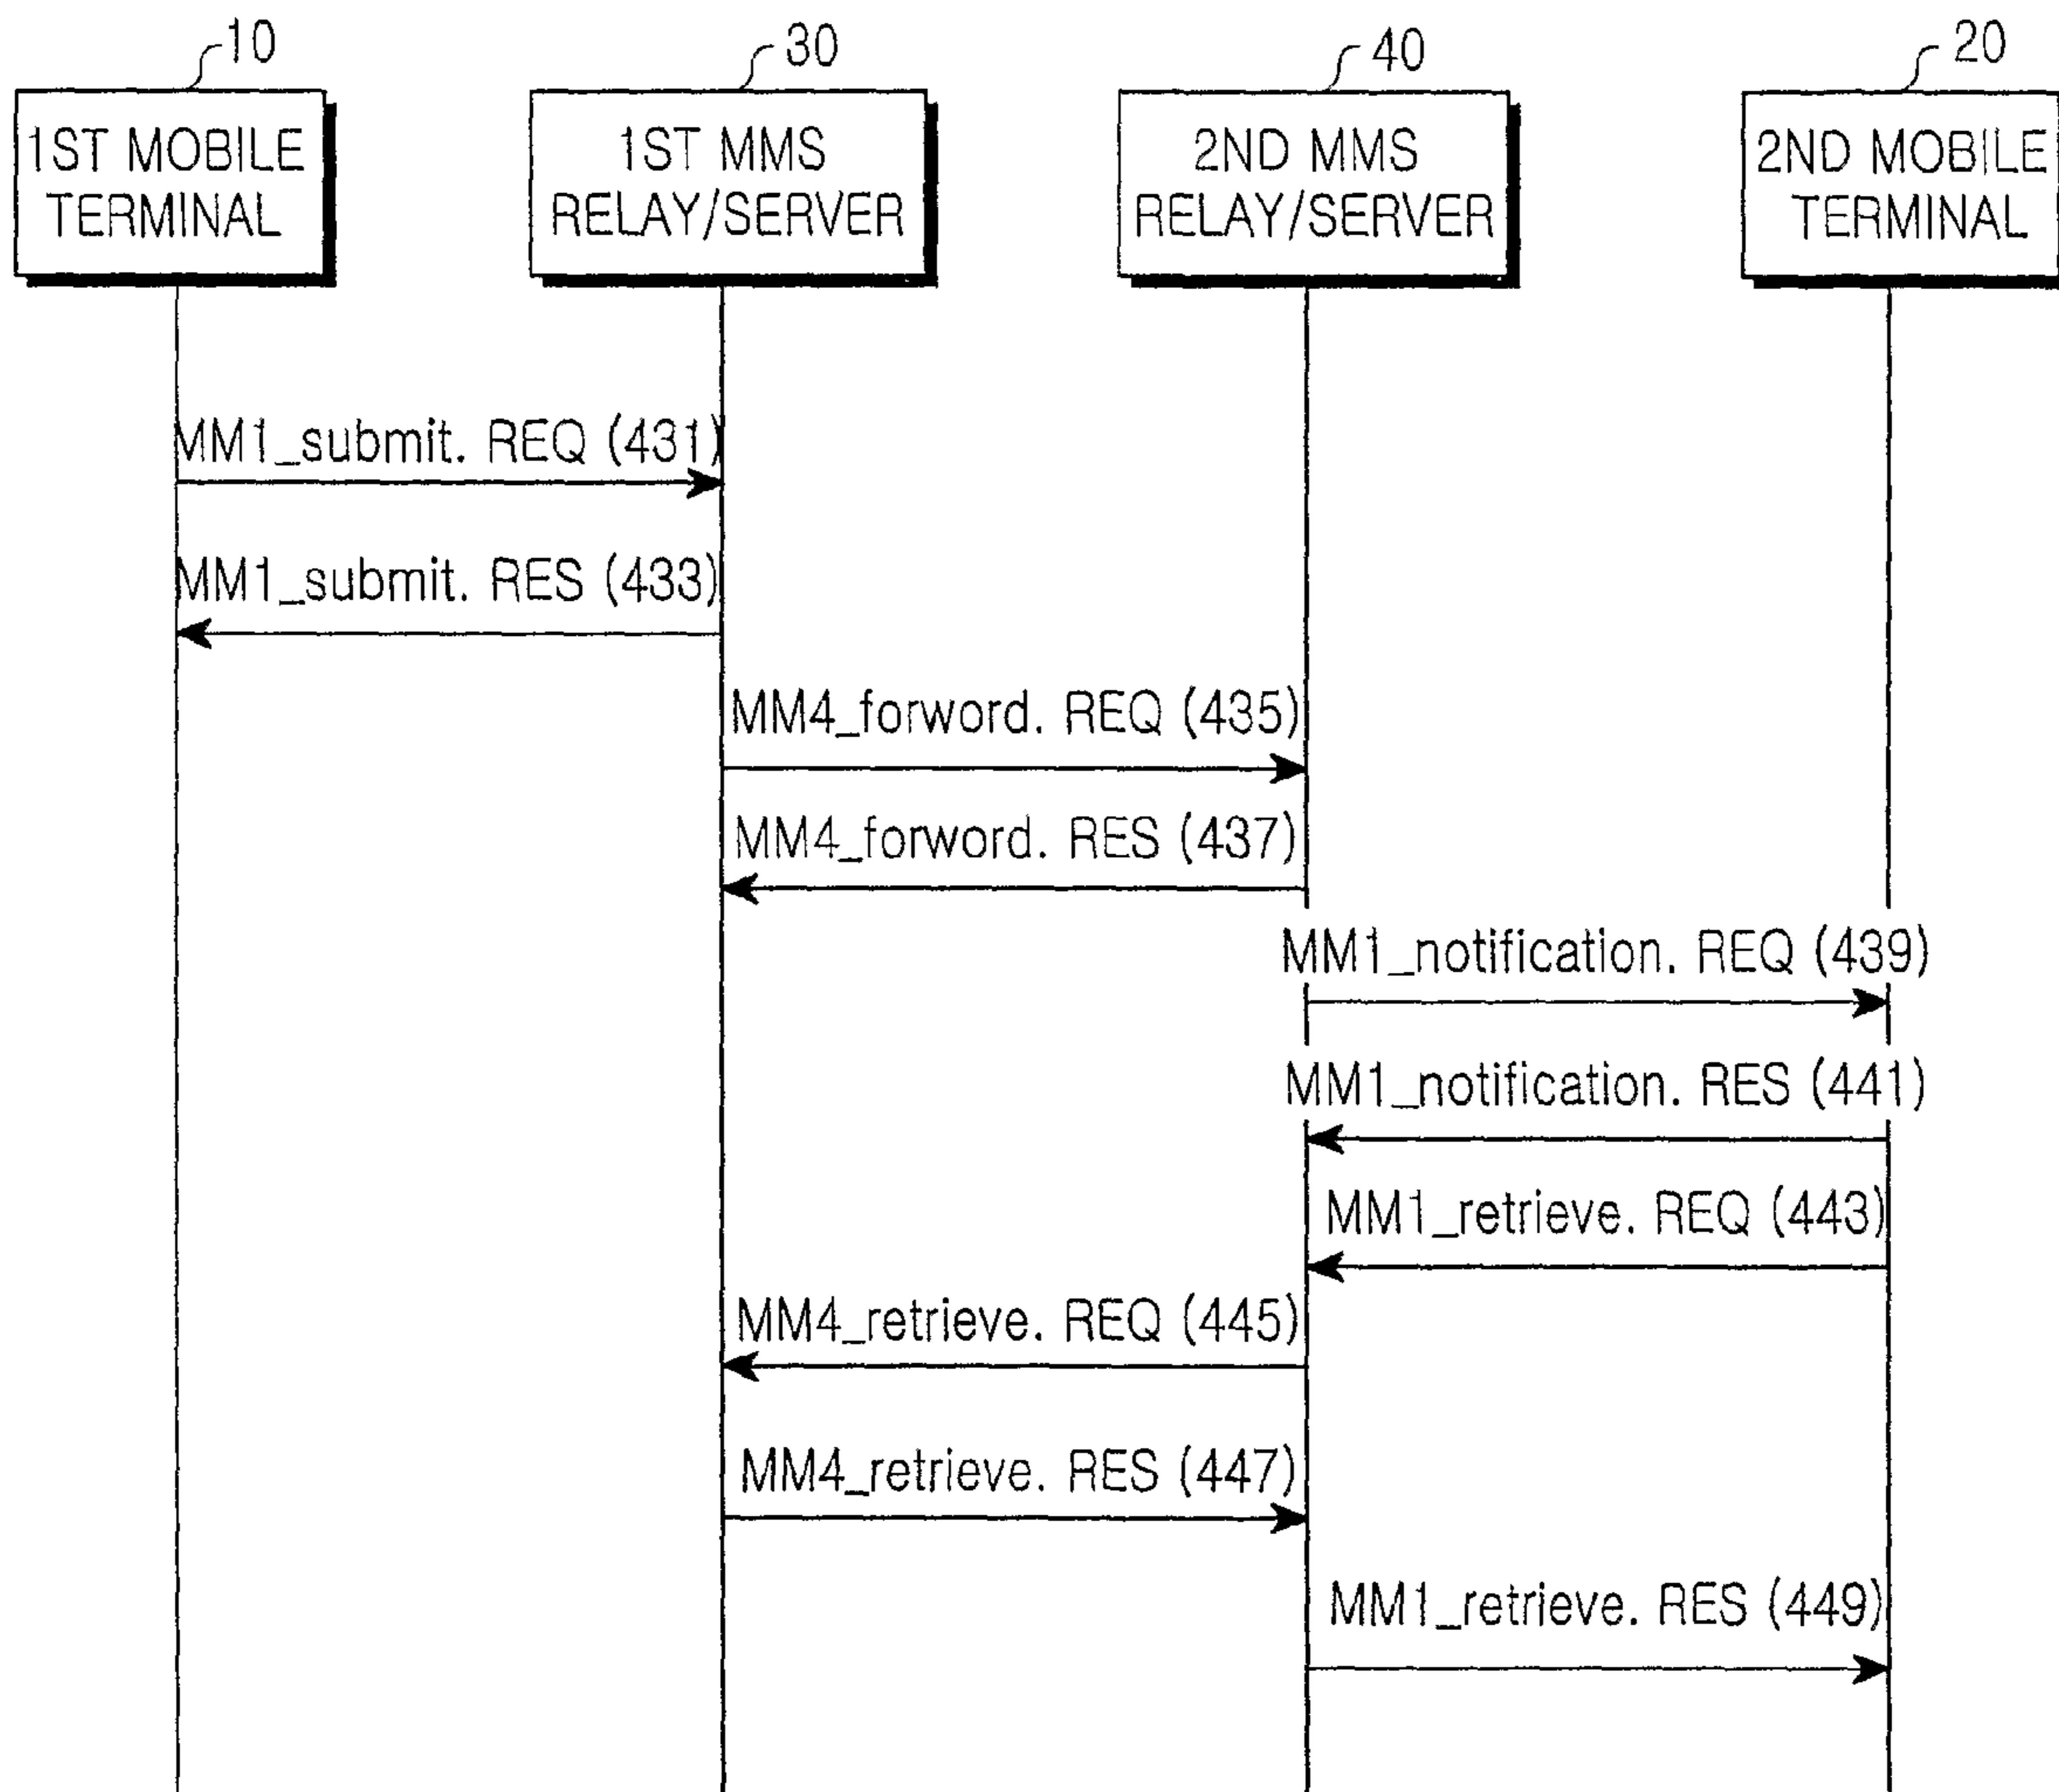 10
30
40
20
1ST MOBILE
TERMINAL
1ST MMS
RELAY/SERVER
2ND MMS
RELAY/SERVER
2ND MOBILE
TERMINAL
MM1_submit. REQ (431)
MM1_submit. RES (433)
MM4_forword. REQ (435)
MM4_forword. RES (437)
MM1_notification. REQ (439)
MM1_notification. RES (441)
MM1_retrieve. REQ (443)
MM4_retrieve. REQ (445)
MM4_retrieve. RES (447)
MM1_retrieve. RES (449)